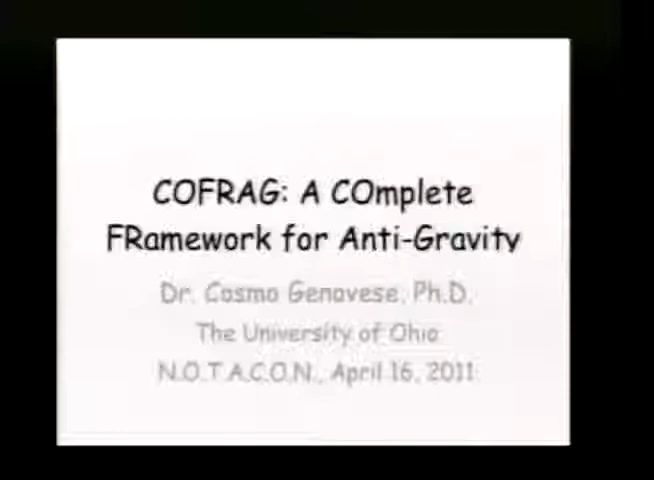 COFRAG: A COmplete
FRamework for Anti-Gravity
Dr. Cosmo Genovese, Ph.D.
The University of Ohio
N.O.T.A.C.O.N., April 16, 2011